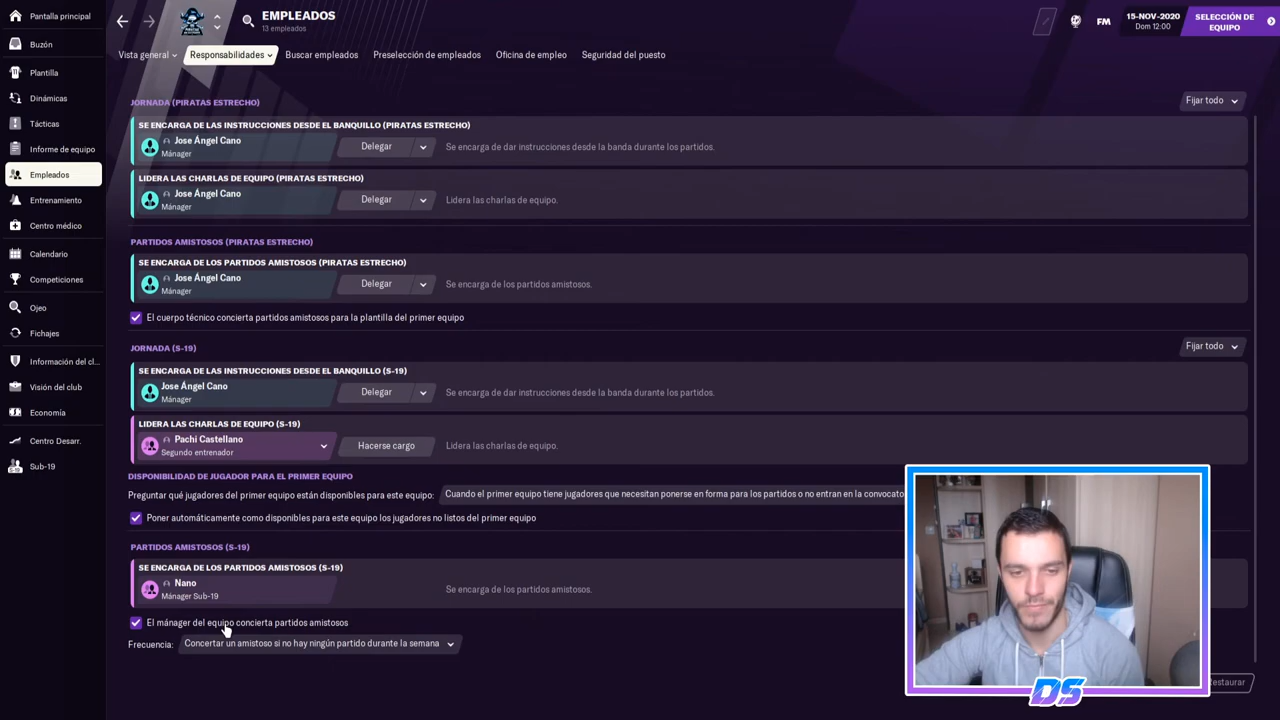 Pantalla principal
Buzón
Plantilla
Dinámicas
Tácticas
Informe de equipo
Empleados
Entrenamiento
Centro médico
Calendario
Competiciones
Ojeo
Fichajes
Información del cl...
Visión del club
Economía
Centro Desarr.
Sub-19
EMPLEADOS
13 empleados
FM
15-NOV-2020
Dom 12:00
SELECCIÓN DE
EQUIPO
Vista general
Responsabilidades
Buscar empleados
Preselección de empleados
Oficina de empleo
Seguridad del puesto
JORNADA (PIRATAS ESTRECHO)
Fijar todo
SE ENCARGA DE LAS INSTRUCCIONES DESDE EL BANQUILLO (PIRATAS ESTRECHO)
Jose Ángel Cano
Mánager
Delegar
Se encarga de dar instrucciones desde la banda durante los partidos.
LIDERA LAS CHARLAS DE EQUIPO (PIRATAS ESTRECHO)
Jose Ángel Cano
Mánager
Delegar
Lidera las charlas de equipo.
PARTIDOS AMISTOSOS (PIRATAS ESTRECHO)
SE ENCARGA DE LOS PARTIDOS AMISTOSOS (PIRATAS ESTRECHO)
Jose Ángel Cano
Mánager
Delegar
Se encarga de los partidos amistosos.
El cuerpo técnico concierta partidos amistosos para la plantilla del primer equipo
JORNADA (S-19)
Fijar todo
SE ENCARGA DE LAS INSTRUCCIONES DESDE EL BANQUILLO (S-19)
Jose Ángel Cano
Mánager
Delegar
Se encarga de dar instrucciones desde la banda durante los partidos.
LIDERA LAS CHARLAS DE EQUIPO (S-19)
Pachi Castellano
Segundo entrenador
Hacerse cargo
Lidera las charlas de equipo.
DISPONIBILIDAD DE JUGADOR PARA EL PRIMER EQUIPO
Preguntar qué jugadores del primer equipo están disponibles para este equipo:
Cuando el primer equipo tiene jugadores que necesitan ponerse en forma para los partidos o no entran en la convocato
Poner automáticamente como disponibles para este equipo los jugadores no listos del primer equipo
PARTIDOS AMISTOSOS (S-19)
SE ENCARGA DE LOS PARTIDOS AMISTOSOS (S-19)
Nano
Mánager Sub-19
Se encarga de los partidos amistosos.
El mánager del equipo concierta partidos amistosos
Frecuencia:
Concertar un amistoso si no hay ningún partido durante la semana
Restaurar
DS